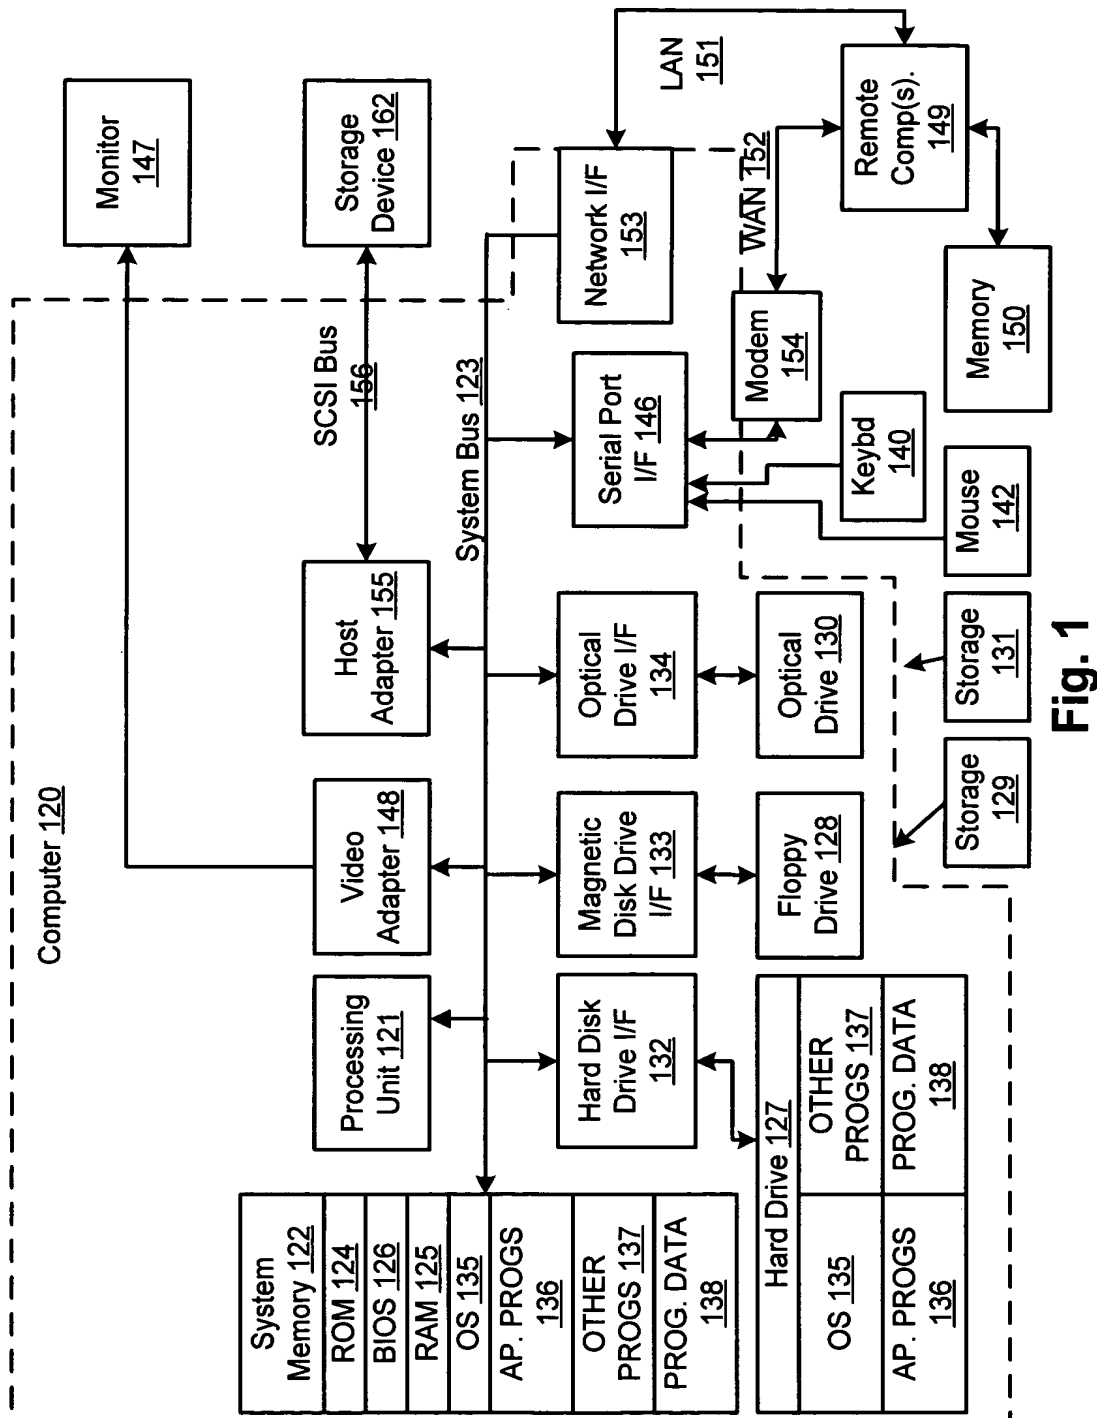 Computer 120
Monitor
147
Storage
Device 162
SCSI Bus
156
Processing
Unit 121
Video
Adapter 148
Host
Adapter 155
System Bus 123
System
Memory 122
ROM 124
BIOS 126
RAM 125
OS 135
AP. PROGS
136
OTHER
PROGS 137
PROG. DATA
138
Hard Disk
Drive I/F
132
Magnetic
Disk Drive
I/F 133
Optical
Drive I/F
134
Serial Port
I/F 146
Network I/F
153
LAN
151
Hard Drive 127
OS 135
OTHER
PROGS 137
AP. PROGS
136
PROG. DATA
138
Floppy
Drive 128
Optical
Drive 130
Modem
154
WAN 152
Remote
Comp(s).
149
Storage
129
Storage
131
Mouse
142
Keybd
140
Memory
150
Fig. 1